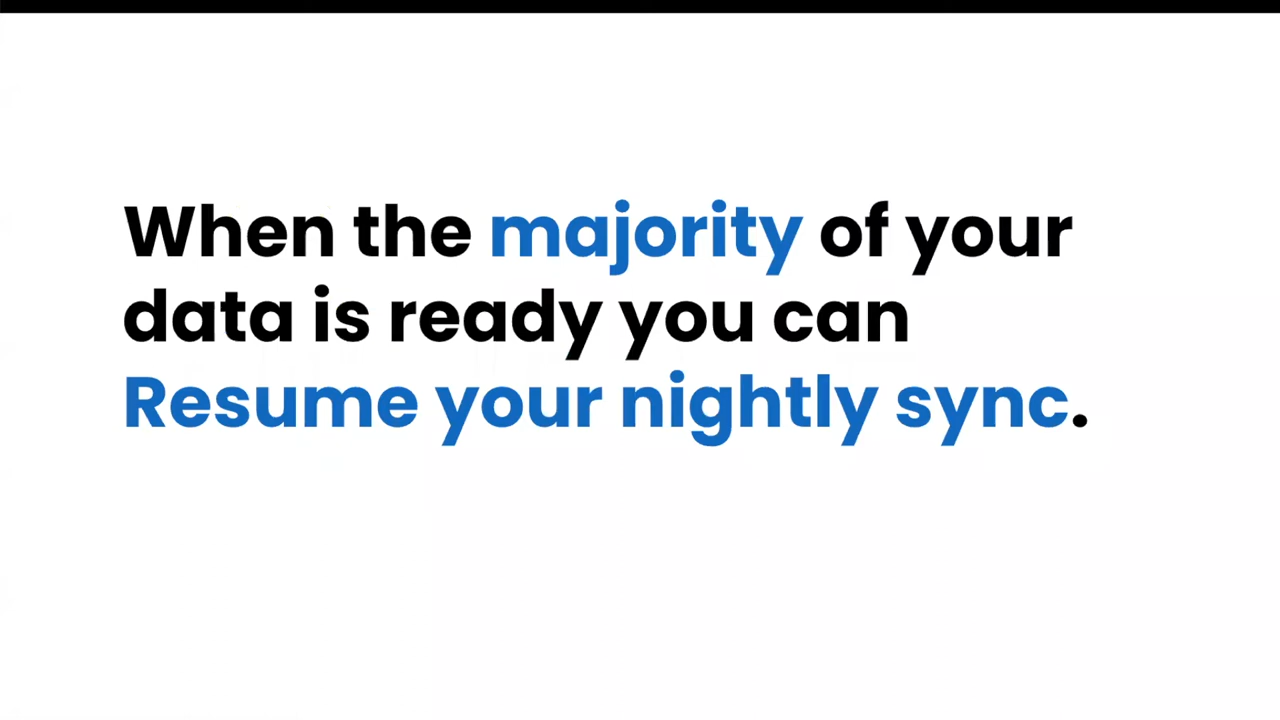 When the majority of your
data is ready you can
Resume your nightly sync.